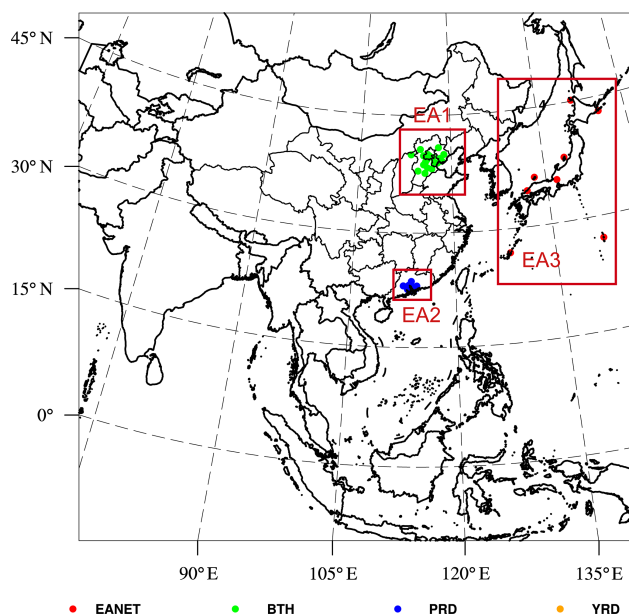 45° N
EA1
30° N
EA3
15° N
EA2
0°
90° E 105° E 120° E 135° E
EANET BTH PRD YRD